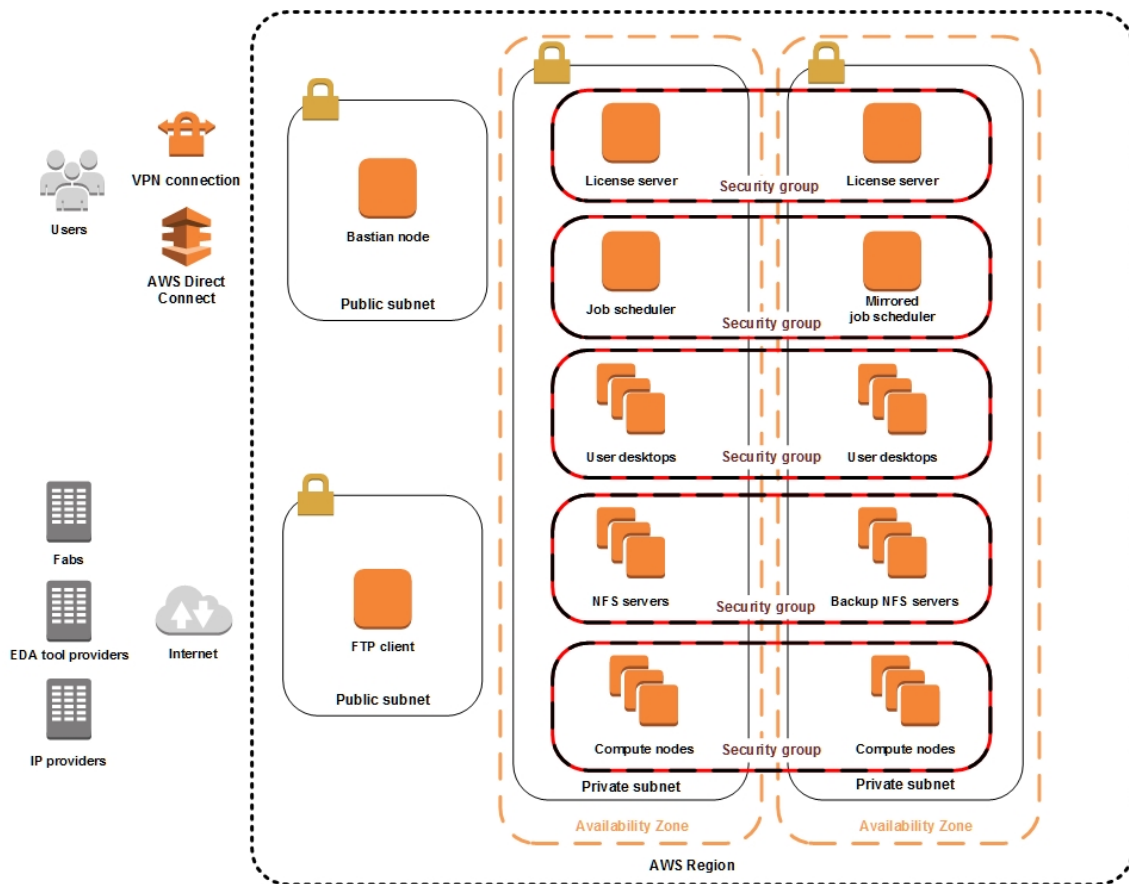 Users
VPN connection
AWS Direct
Connect
Bastian node
Public subnet
License server
License server
Security group
Job scheduler
Mirrored
job scheduler
Security group
User desktops
User desktops
Security group
Fabs
EDA tool providers
IP providers
Internet
FTP client
Public subnet
NFS servers
Backup NFS servers
Security group
Compute nodes
Compute nodes
Security group
Private subnet
Private subnet
Availability Zone
Availability Zone
AWS Region